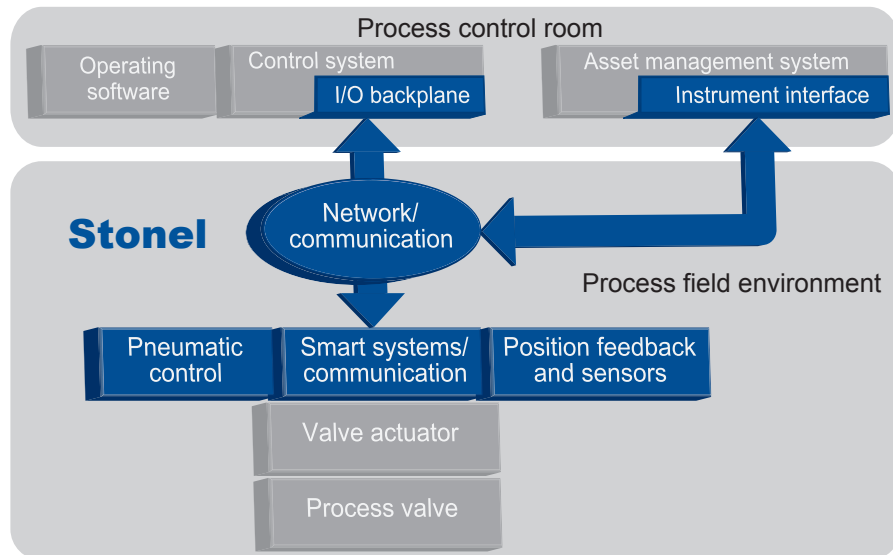 Process control room
Operating
software
Control system
I/O backplane
Asset management system
Instrument interface
Stonel
Network/
communication
Process field environment
Pneumatic
control
Smart systems/
communication
Position feedback
and sensors
Valve actuator
Process valve